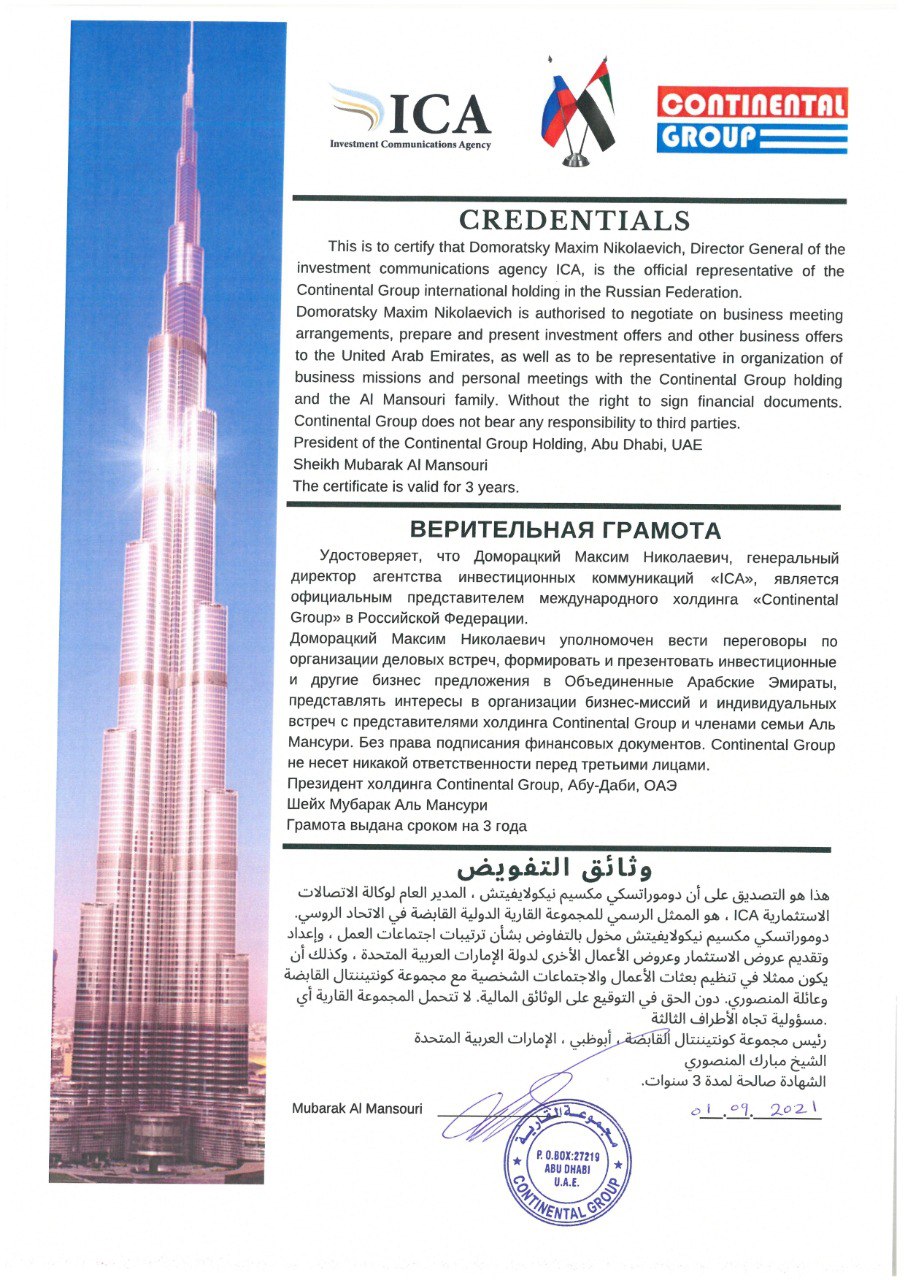 ICA
Investment Communications Agency
CONTINENTAL
GROUP
CREDENTIALS
This is to certify that Domoratsky Maxim Nikolaevich, Director General of the
investment communications agency ICA, is the official representative of the
Continental Group international holding in the Russian Federation.
Domoratsky Maxim Nikolaevich is authorised to negotiate on business meeting
arrangements, prepare and present investment offers and other business offers
to the United Arab Emirates, as well as to be representative in organization of
business missions and personal meetings with the Continental Group holding
and the Al Mansouri family. Without the right to sign financial documents.
Continental Group does not bear any responsibility to third parties.
President of the Continental Group Holding, Abu Dhabi, UAE
Sheikh Mubarak Al Mansouri
The certificate is valid for 3 years.
ВЕРИТЕЛЬНАЯ ГРАМОТА
Удостоверяет, что Доморацкий Максим Николаевич, генеральный
директор агентства инвестиционных коммуникаций «ICA», является
официальным представителем международного холдинга «Continental
Group» в Российской Федерации.
Доморацкий Максим Николаевич уполномочен вести переговоры по
организации деловых встреч, формировать и презентовать инвестиционные
и другие бизнес предложения в Объединенные Арабские Эмираты,
представлять интересы в организации бизнес-миссий и индивидуальных
встреч с представителями холдинга Continental Group и членами семьи Аль
Мансури. Без права подписания финансовых документов. Continental Group
не несет никакой ответственности перед третьими лицами.
Президент холдинга Continental Group, Абу-Даби, ОАЭ
Шейх Мубарак Аль Мансури
Грамота выдана сроком на 3 года
وثائق التفويض
هذا هو التصديق على أن دوموراتسكي مكسيم نيكولايفيتش ، المدير العام لوكالة الاتصالات
الاستثمارية ICA ، هو الممثل الرسمي للمجموعة القارية الدولية القابضة في الاتحاد الروسي.
دوموراتسكي مكسيم نيكولايفيتش مخول بالتفاوض بشأن ترتيبات اجتماعات العمل ، وإعداد
وتقديم عروض الاستثمار وعروض الأعمال الأخرى لدولة الإمارات العربية المتحدة ، وكذلك أن
يكون ممثلا في تنظيم بعثات الأعمال والاجتماعات الشخصية مع مجموعة كونتيننتال القابضة
وعائلة المنصوري. دون الحق في التوقيع على الوثائق المالية. لا تتحمل المجموعة القارية أي
.مسؤولية تجاه الأطراف الثالثة
رئيس مجموعة كونتيننتال القابضة ، أبوظبي ، الإمارات العربية المتحدة
الشيخ مبارك المنصوري
الشهادة صالحة لمدة 3 سنوات.
Mubarak Al Mansouri
01.09.2021
مجموعة القارية
P. O.BOX:27219
ABU DHABI
U.A.E.
CONTINENTAL GROUP